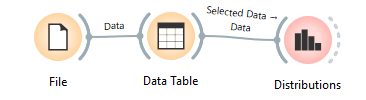 Data
Selected Data →
Data
File
Data Table
Distributions